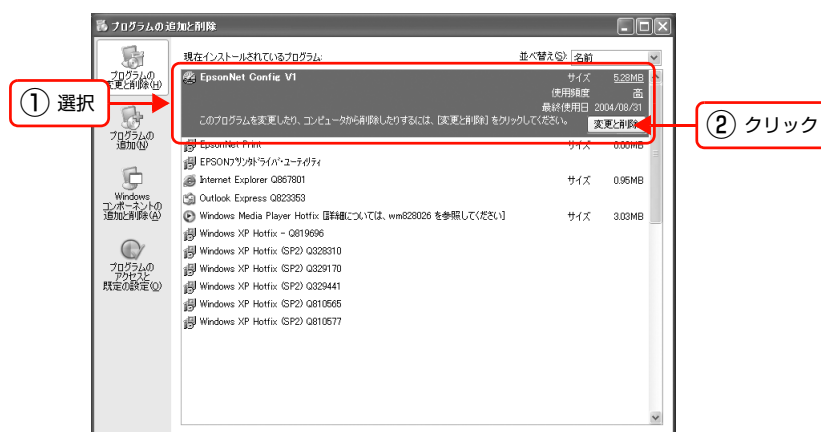 プログラムの追加と削除
現在インストールされているプログラム:
並べ替え(S): 名前
プログラムの
変更と削除(H)
プログラムの
追加(N)
Windows
コンポーネントの
追加と削除(A)
プログラムの
アクセスと
既定の設定(O)
① 選択
EpsonNet Config V1
サイズ 5.28MB
使用頻度 高
最終使用日 2004/08/31
このプログラムを変更したり、コンピュータから削除したりするには、[変更と削除] をクリックしてください。
変更と削除
② クリック
EpsonNet Print サイズ 0.00MB
EPSONプリンタドライバ・ユーティリティ
Internet Explorer Q867801 サイズ 0.95MB
Outlook Express Q823353
Windows Media Player Hotfix [詳細については、wm828026 を参照してください] サイズ 3.03MB
Windows XP Hotfix - Q819696
Windows XP Hotfix (SP2) Q328310
Windows XP Hotfix (SP2) Q329170
Windows XP Hotfix (SP2) Q329441
Windows XP Hotfix (SP2) Q810565
Windows XP Hotfix (SP2) Q810577